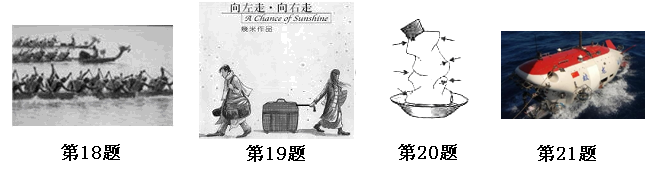 向左走·向右走
A Chance of Sunshine
幾米作品
第18题
第19题
第20题
第21题